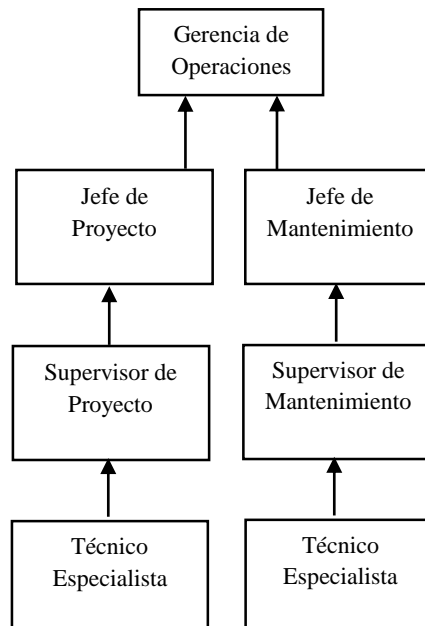 Gerencia de
Operaciones
Jefe de
Proyecto
Jefe de
Mantenimiento
Supervisor de
Proyecto
Supervisor de
Mantenimiento
Técnico
Especialista
Técnico
Especialista